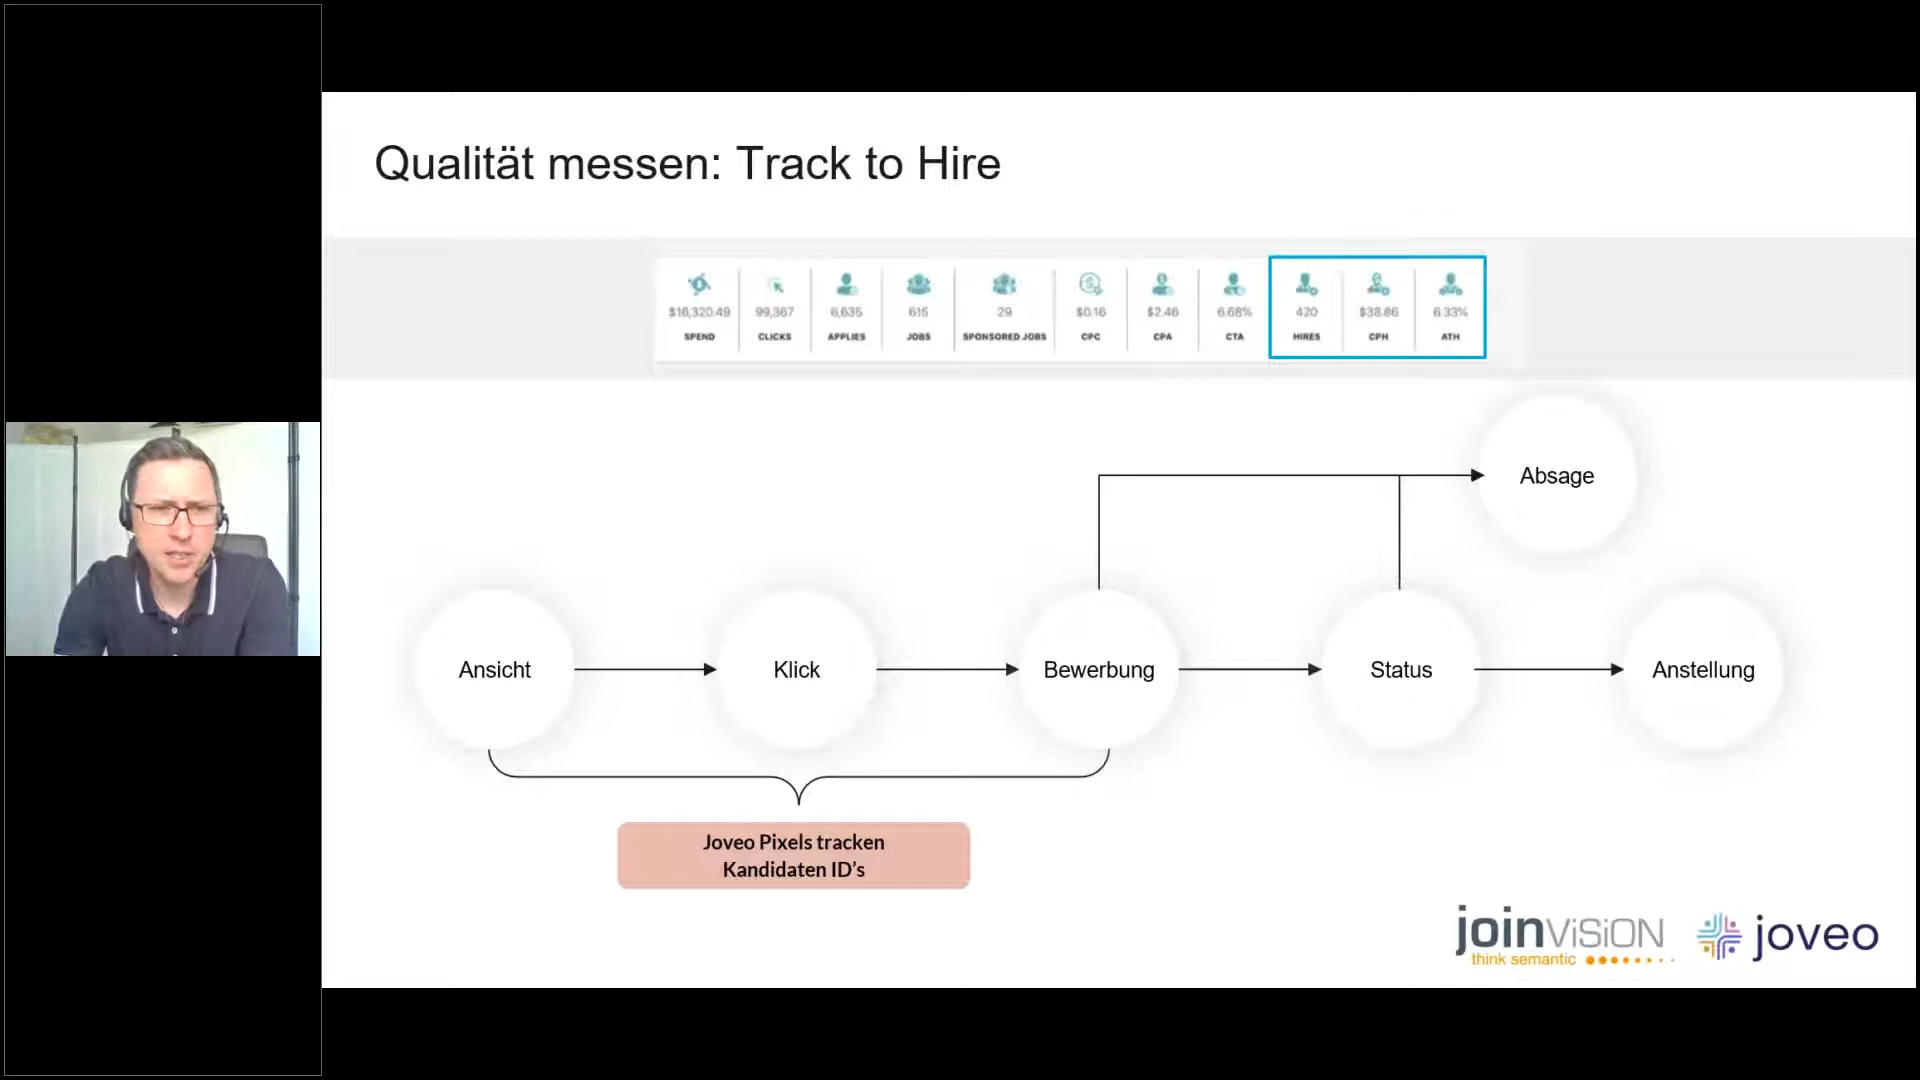 Qualität messen: Track to Hire
$16,320.49 99,367 6,635 615 29 $0.16 $2.46 6.68% 420 $38.86 6.33%
SPEND CLICKS APPLIES JOBS SPONSORED JOBS CPC CPA CTA HIRES CPH ATH
Absage
Ansicht Klick Bewerbung Status Anstellung
Joveo Pixels tracken
Kandidaten ID's
joinvision joveo
think semantic